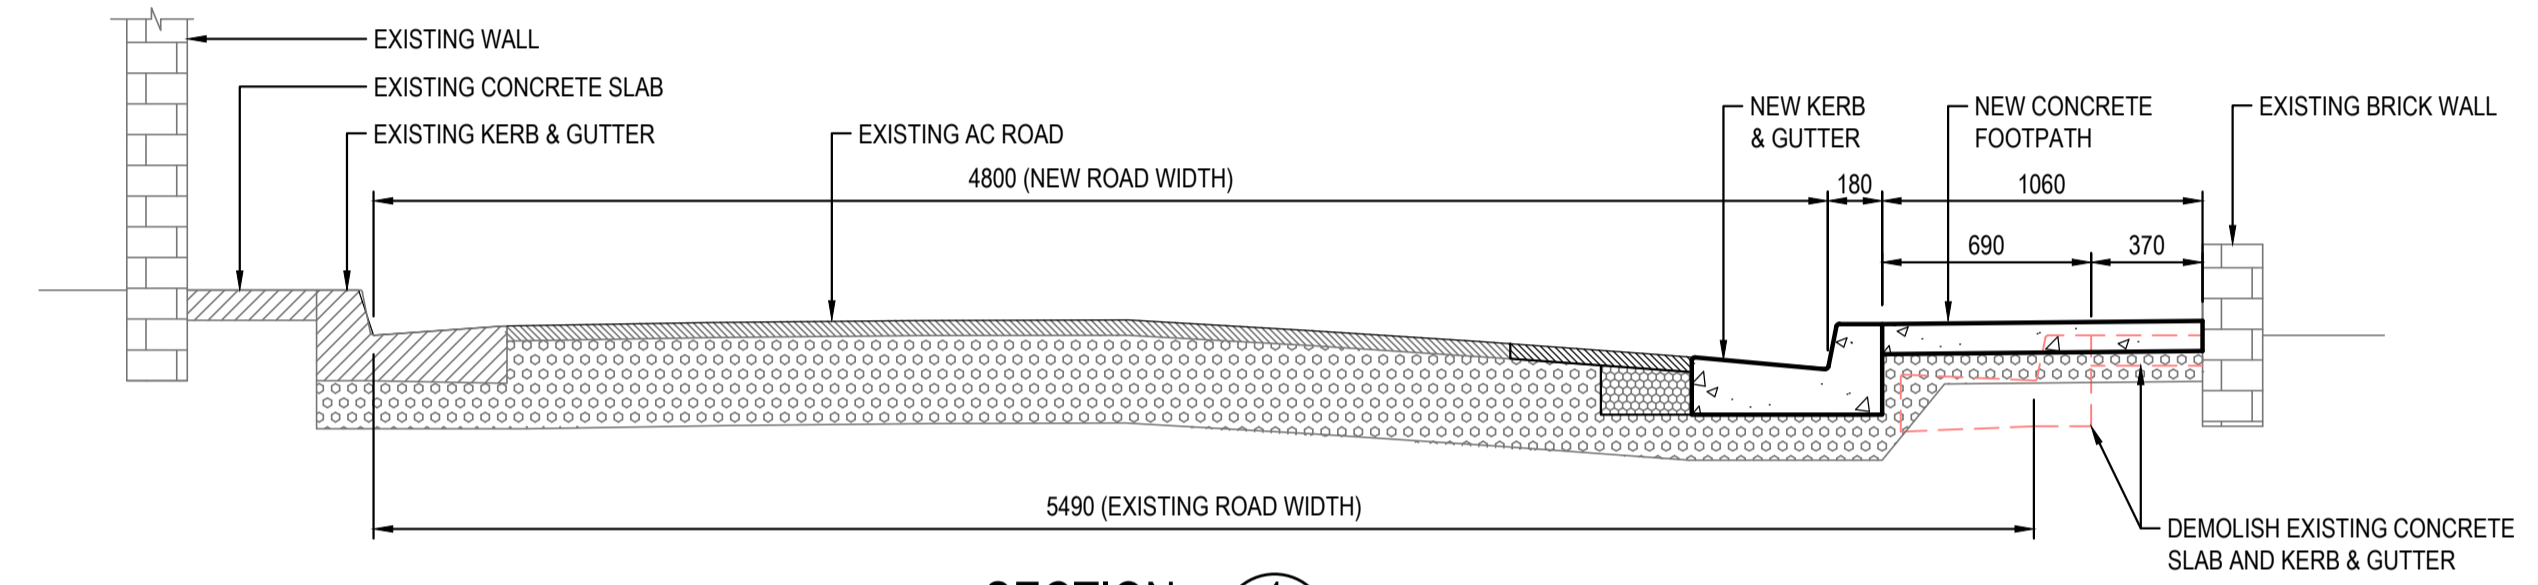 EXISTING WALL
EXISTING CONCRETE SLAB
EXISTING KERB & GUTTER
EXISTING AC ROAD
NEW KERB
& GUTTER
NEW CONCRETE
FOOTPATH
EXISTING BRICK WALL
4800 (NEW ROAD WIDTH)
180
1060
690
370
5490 (EXISTING ROAD WIDTH)
DEMOLISH EXISTING CONCRETE
SLAB AND KERB & GUTTER
SECTION